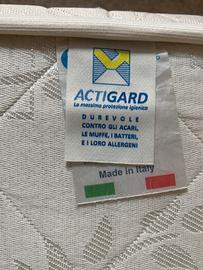 ACTIGARD
La massima protezione igienica
DUREVOLE
CONTRO GLI ACARI,
LE MUFFE, I BATTERI,
E I LORO ALLERGENI
Made in Italy